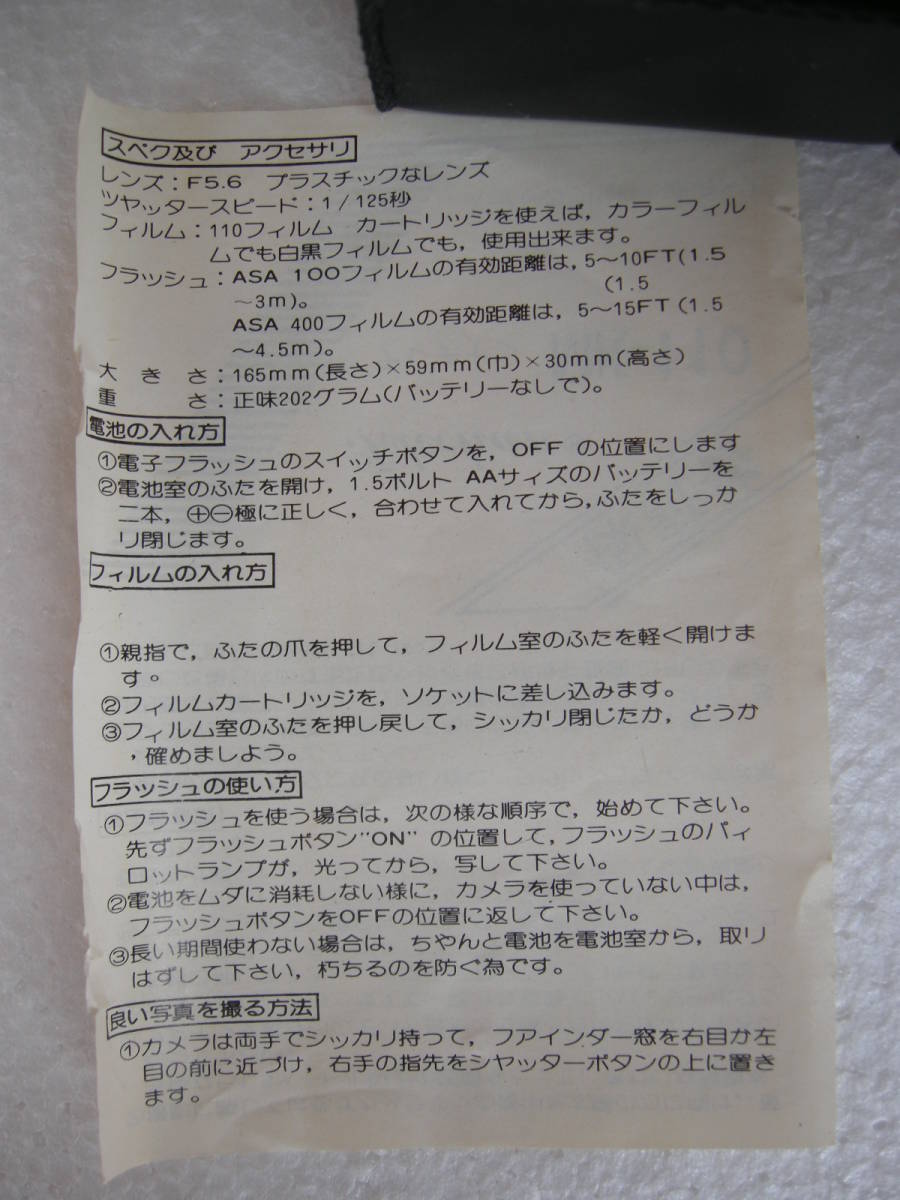 スペク及び アクセサリ
レンズ：F5.6 プラスチックなレンズ
ツヤッタースピード：1/125秒
フィルム：110フィルム カートリッジを使えば，カラーフィル
ムでも白黒フィルムでも，使用出来ます。
フラッシュ：ASA 100フィルムの有効距離は，5～10FT(1.5
(1.5
～3m)。
ASA 400フィルムの有効距離は，5～15FT (1.5
～4.5m)。
大きさ：165mm(長さ)×59mm(巾)×30mm(高さ)
重 さ：正味202グラム(バッテリーなしで)。
電池の入れ方
①電子フラッシュのスイッチボタンを，OFF の位置にします
②電池室のふたを開け，1.5ボルト AAサイズのバッテリーを
二本，⊕⊖極に正しく，合わせて入れてから，ふたをしっか
り閉じます。
フィルムの入れ方
①親指で，ふたの爪を押して，フィルム室のふたを軽く開けま
す。
②フィルムカートリッジを，ソケットに差し込みます。
③フィルム室のふたを押し戻して，シッカリ閉じたか，どうか
，確めましよう。
フラッシュの使い方
①フラッシュを使う場合は，次の様な順序で，始めて下さい。
先ずフラッシュボタン"ON" の位置して，フラッシュのパィ
ロットランプが，光ってから，写して下さい。
②電池をムダに消耗しない様に，カメラを使っていない中は，
フラッシュボタンをOFFの位置に返して下さい。
③長い期間使わない場合は，ちやんと電池を電池室から，取り
はずして下さい，朽ちるのを防ぐ為です。
良い写真を撮る方法
①カメラは両手でシッカリ持って，フアインダー窓を右目か左
目の前に近づけ，右手の指先をシヤッターボタンの上に置き
ます。